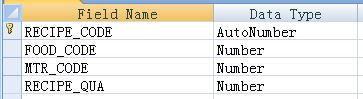 Field Name Data Type
RECIPE_CODE AutoNumber
FOOD_CODE Number
MTR_CODE Number
RECIPE_QUA Number